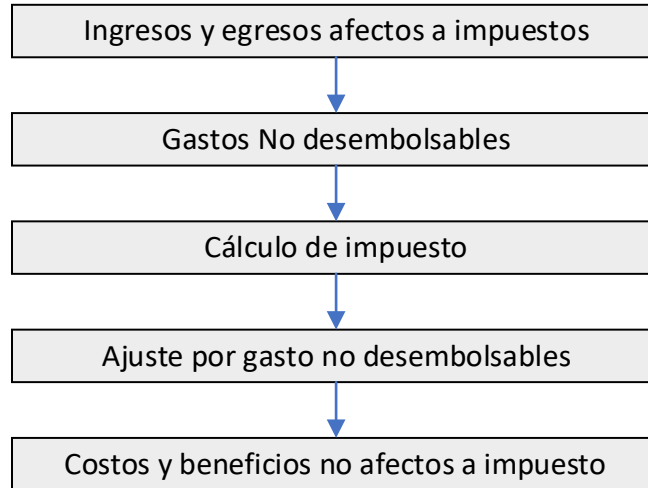 Ingresos y egresos afectos a impuestos
Gastos No desembolsables
Cálculo de impuesto
Ajuste por gasto no desembolsables
Costos y beneficios no afectos a impuesto